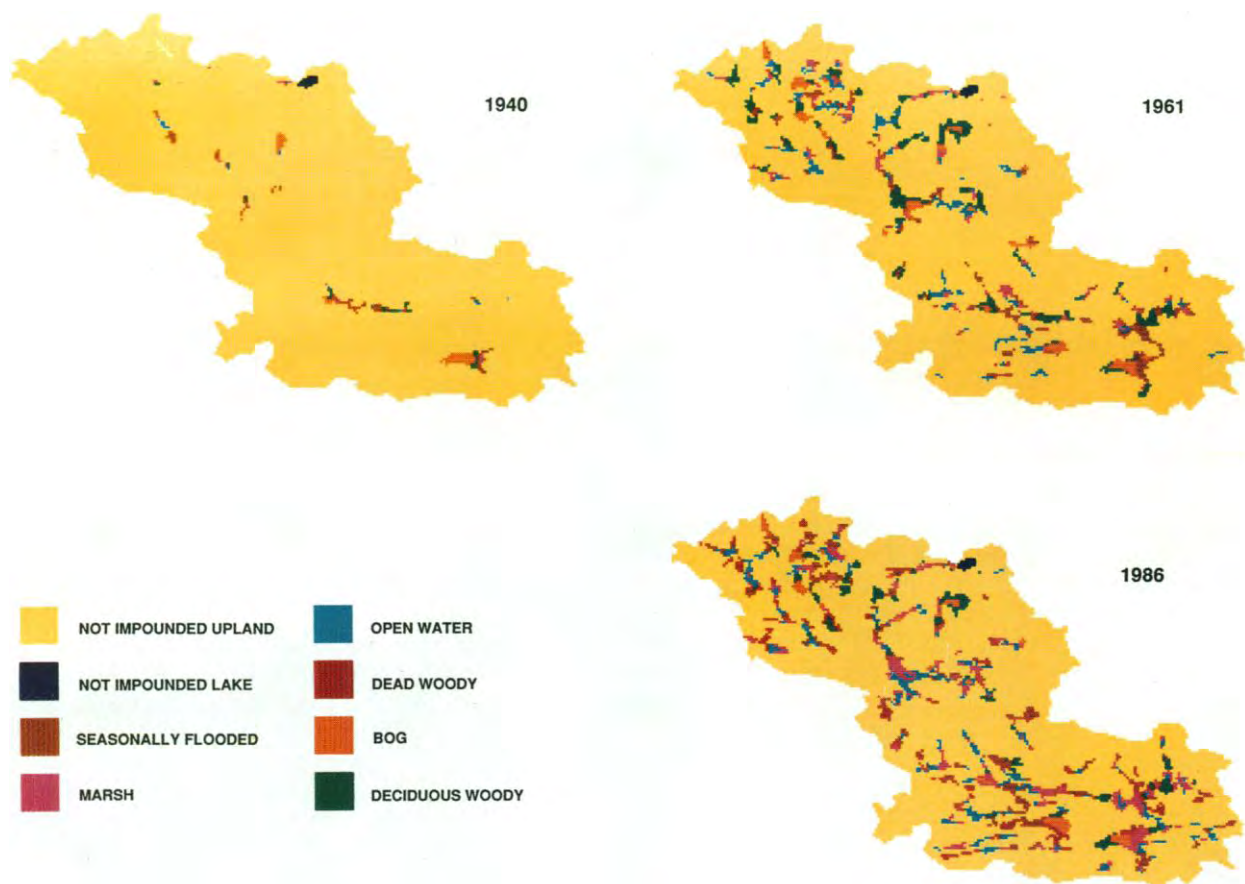 1940
1961
1986
NOT IMPOUNDED UPLAND
OPEN WATER
NOT IMPOUNDED LAKE
DEAD WOODY
SEASONALLY FLOODED
BOG
MARSH
DECIDUOUS WOODY